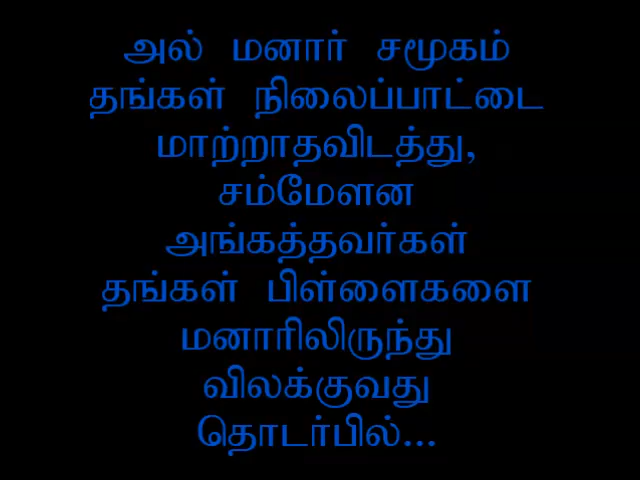 அல் மனார் சமூகம்
தங்கள் நிலைப்பாட்டை
மாற்றாதவிடத்து,
சம்மேளன
அங்கத்தவர்கள்
தங்கள் பிள்ளைகளை
மனாரிலிருந்து
விலக்குவது
தொடர்பில்...